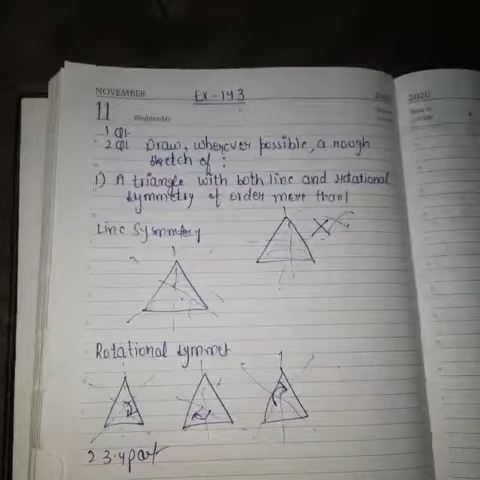 NOVEMBER
Ex-14.3
2020
11
Wednesday
1 Q1.
2 Q1 Draw, wherever possible, a rough
sketch of :
1) A triangle with both line and rotational
symmetry of order more than 1
Line Symmetry
Rotational symmet
2 3.4 part